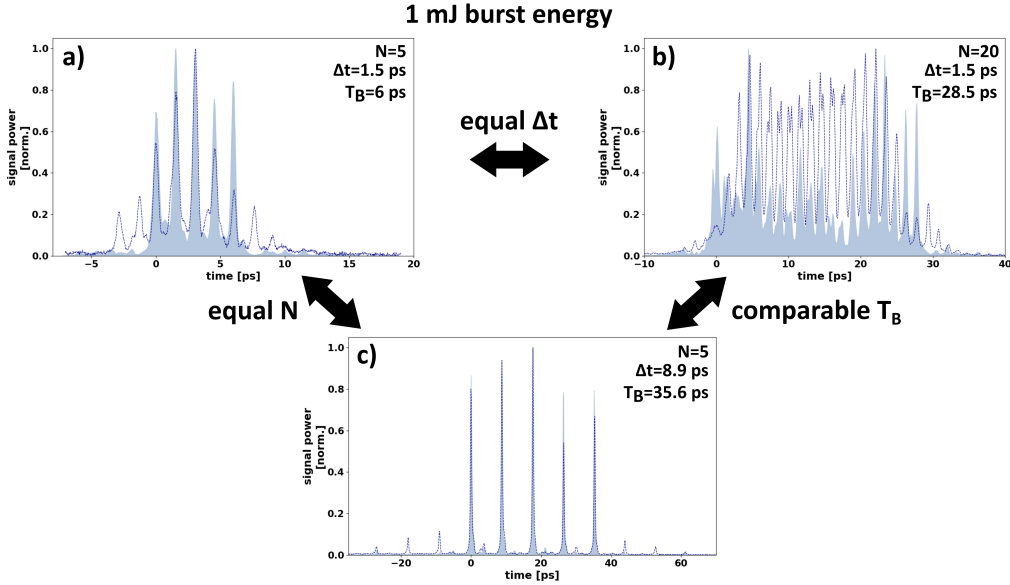 1 mJ burst energy
a)
N=5
Δt=1.5 ps
T_B=6 ps
signal power
[norm.]
1.0
0.8
0.6
0.4
0.2
0.0
−5
0
5
10
15
20
time [ps]
equal Δt
b)
N=20
Δt=1.5 ps
T_B=28.5 ps
signal power
[norm.]
1.0
0.8
0.6
0.4
0.2
0.0
−10
0
10
20
30
40
time [ps]
equal N
comparable T_B
c)
N=5
Δt=8.9 ps
T_B=35.6 ps
signal power
[norm.]
1.0
0.8
0.6
0.4
0.2
0.0
−20
0
20
40
60
time [ps]